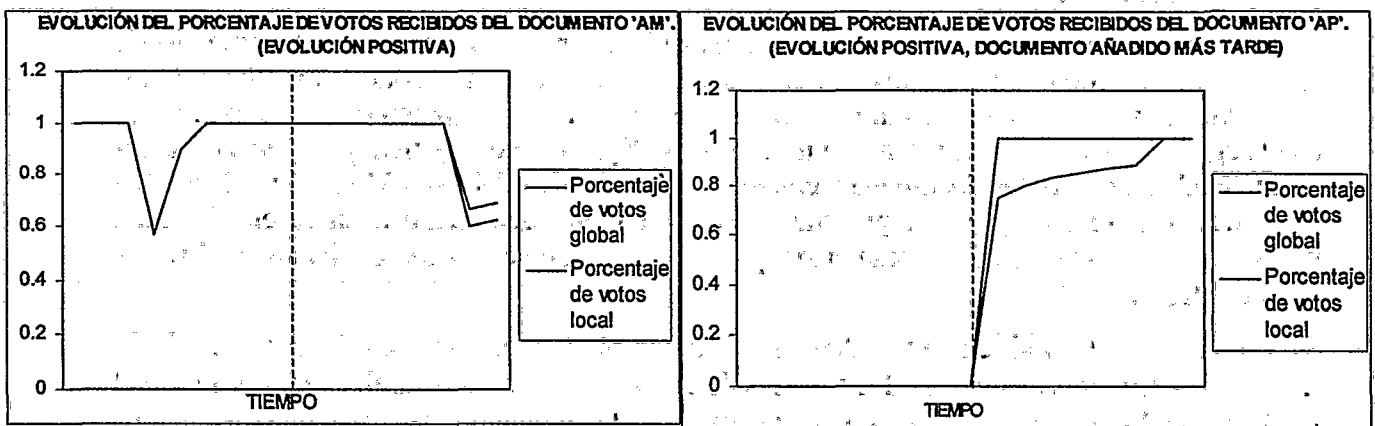 EVOLUCIÓN DEL PORCENTAJE DE VOTOS RECIBIDOS DEL DOCUMENTO 'AM'.
(EVOLUCIÓN POSITIVA)
1.2
1
0.8
0.6
0.4
0.2
0
TIEMPO
Porcentaje
de votos
global
Porcentaje
de votos
local
EVOLUCIÓN DEL PORCENTAJE DE VOTOS RECIBIDOS DEL DOCUMENTO 'AP'.
(EVOLUCIÓN POSITIVA, DOCUMENTO AÑADIDO MÁS TARDE)
1.2
1
0.8
0.6
0.4
0.2
0
TIEMPO
Porcentaje
de votos
global
Porcentaje
de votos
local